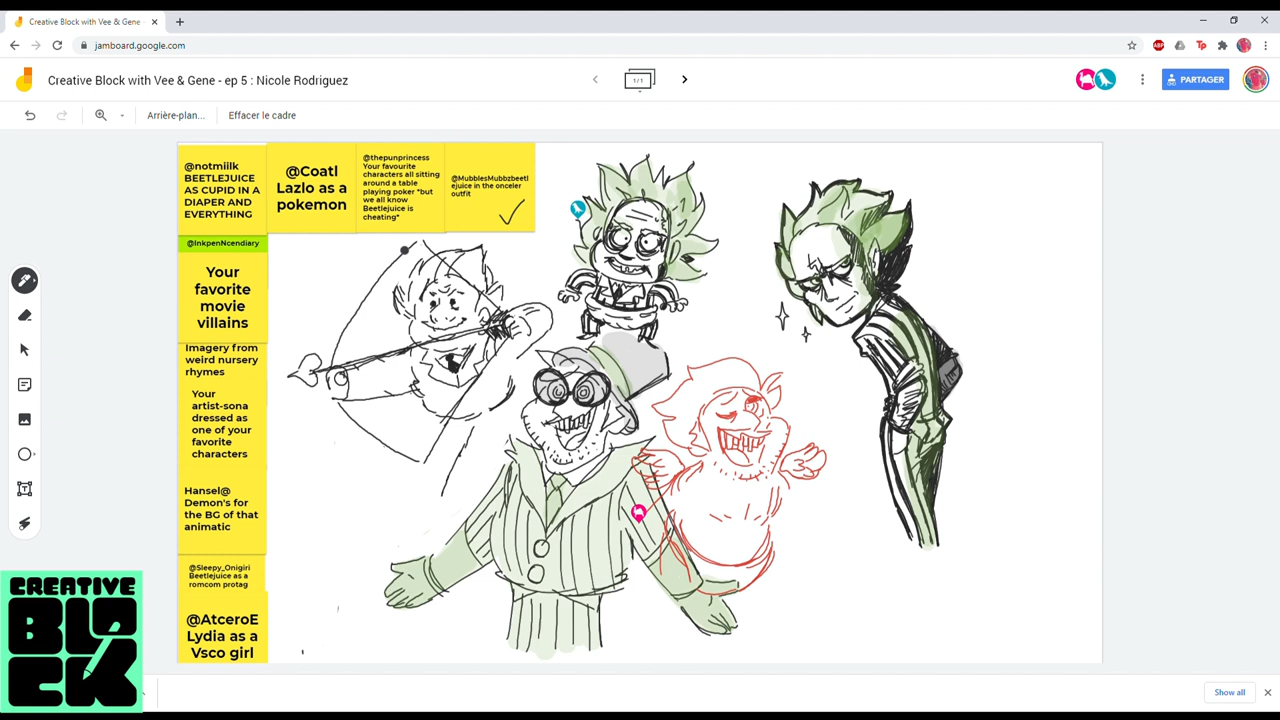 Creative Block with Vee & Gene -
jamboard.google.com
ABP
Tp
Creative Block with Vee & Gene - ep 5 : Nicole Rodriguez
1/1
PARTAGER
Arrière-plan...
Effacer le cadre
@notmiilk
BEETLEJUICE
AS CUPID IN A
DIAPER AND
EVERYTHING
@Coatl
Lazlo as a
pokemon
@thepunprincess
Your favourite
characters all sitting
around a table
playing poker *but
we all know
Beetlejuice is
cheating*
@MubblesMubbzbeetl
ejuice in the onceler
outfit
@InkpenNcendiary
Your
favorite
movie
villains
Imagery from
weird nursery
rhymes
Your
artist-sona
dressed as
one of your
favorite
characters
Hansel@
Demon's for
the BG of that
animatic
@Sleepy_Onigiri
Beetlejuice as a
romcom protag
@AtceroE
Lydia as a
Vsco girl
CREATIVE
BLOCK
Show all